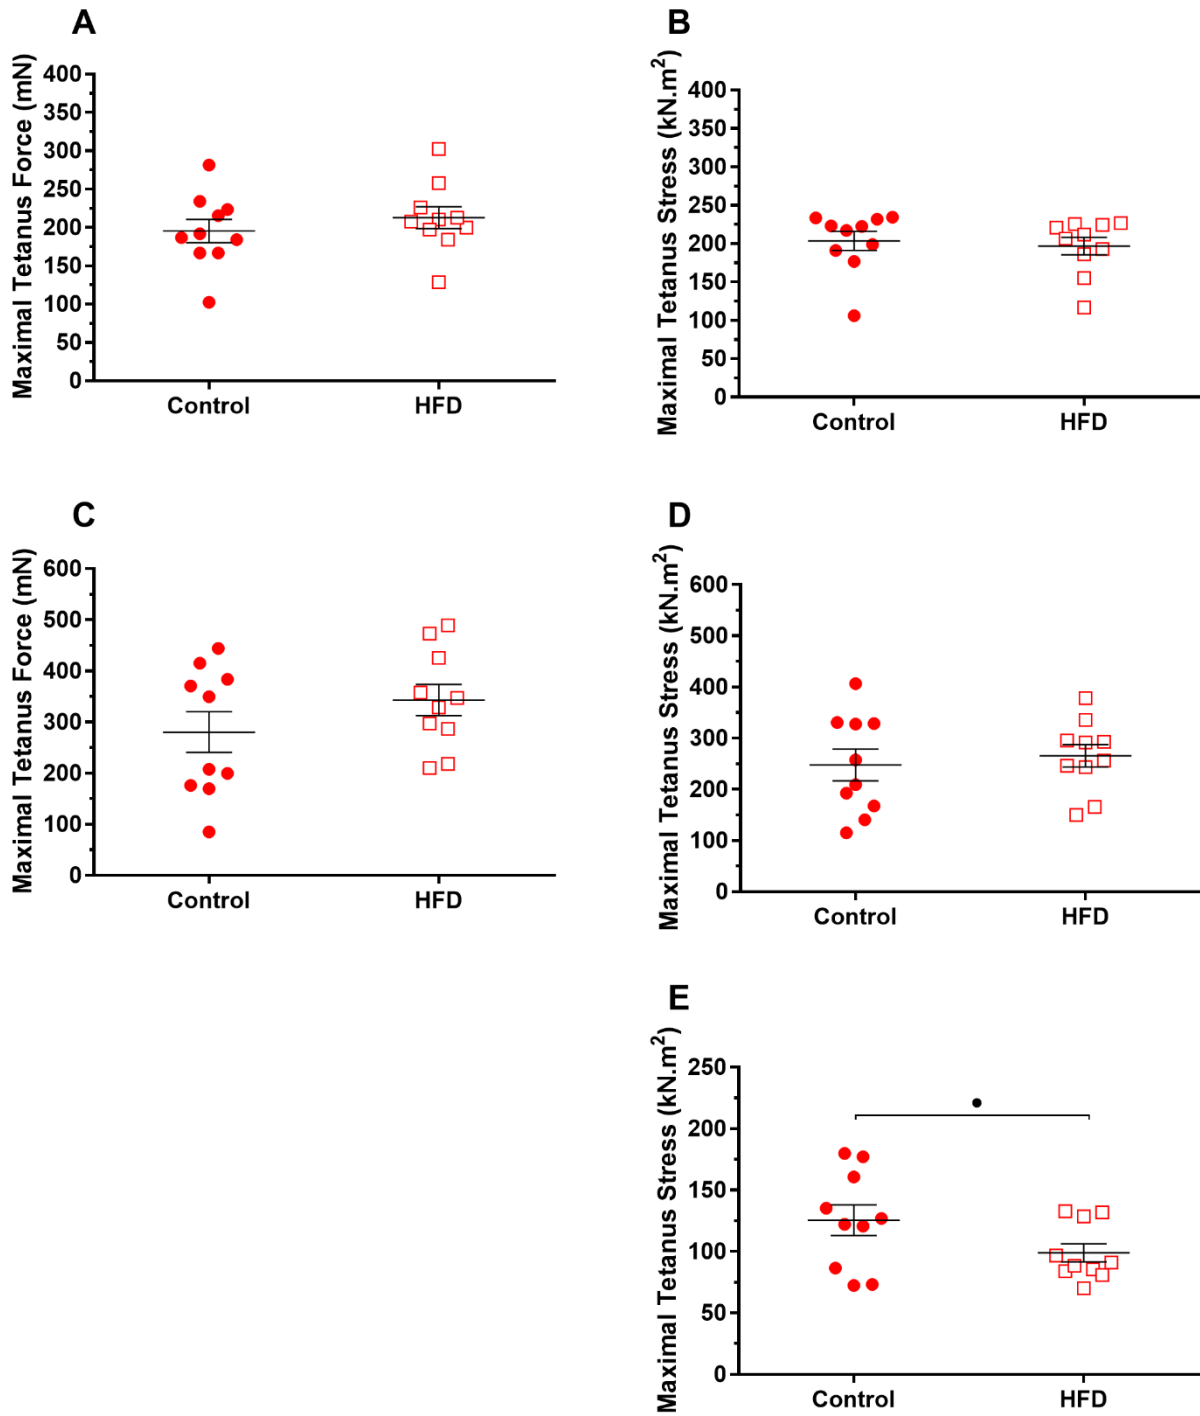 A
Maximal Tetanus Force (mN)
400
350
300
250
200
150
100
50
0
Control
HFD
B
Maximal Tetanus Stress (kN.m²)
400
350
300
250
200
150
100
50
0
Control
HFD
C
Maximal Tetanus Force (mN)
600
500
400
300
200
100
0
Control
HFD
D
Maximal Tetanus Stress (kN.m²)
600
500
400
300
200
100
0
Control
HFD
E
Maximal Tetanus Stress (kN.m²)
250
200
150
100
50
0
Control
HFD